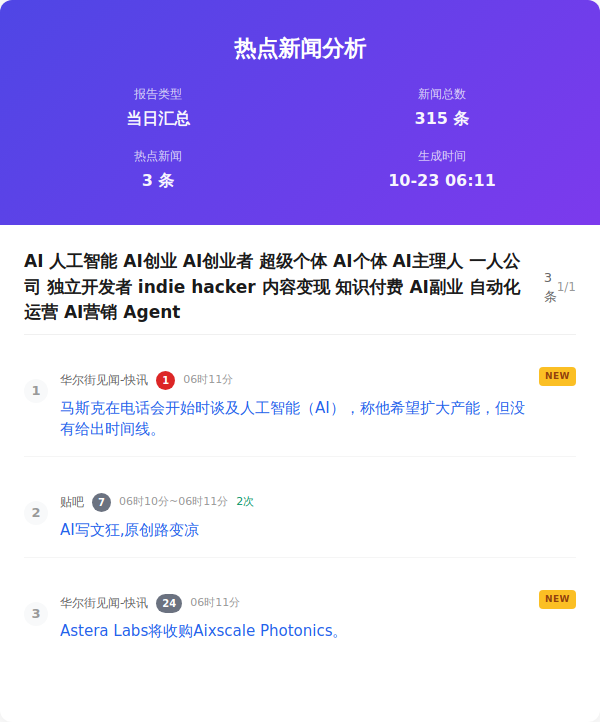 热点新闻分析
报告类型
当日汇总
新闻总数
315 条
热点新闻
3 条
生成时间
10-23 06:11
AI 人工智能 AI创业 AI创业者 超级个体 AI个体 AI主理人 一人公
司 独立开发者 indie hacker 内容变现 知识付费 AI副业 自动化
运营 AI营销 Agent
3
条
1/1
1
华尔街见闻-快讯 1 06时11分
NEW
马斯克在电话会开始时谈及人工智能（AI），称他希望扩大产能，但没
有给出时间线。
2
贴吧 7 06时10分~06时11分 2次
AI写文狂,原创路变凉
3
华尔街见闻-快讯 24 06时11分
NEW
Astera Labs将收购Aixscale Photonics。